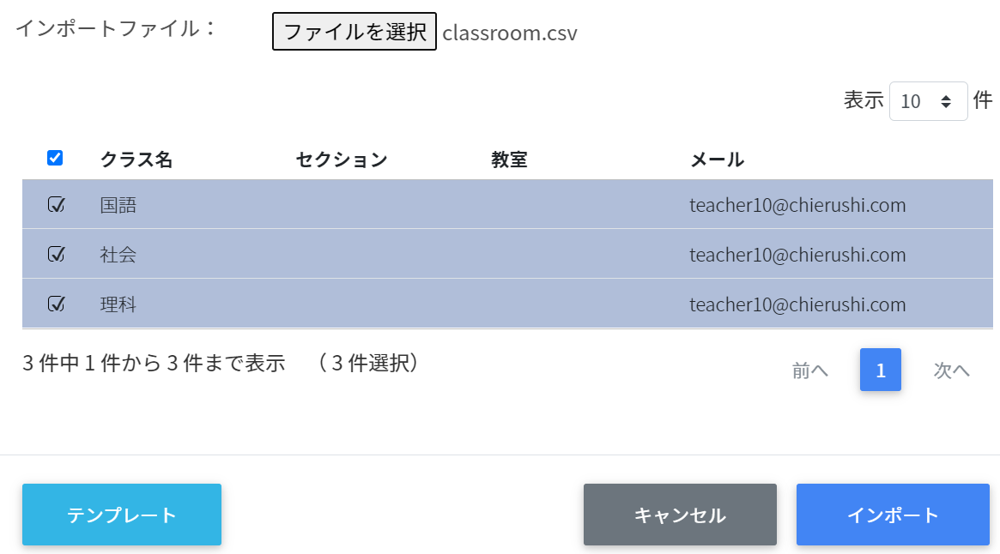 インポートファイル： ファイルを選択 classroom.csv
表示 10 件
クラス名 セクション 教室 メール
国語 teacher10@chierushi.com
社会 teacher10@chierushi.com
理科 teacher10@chierushi.com
3 件中 1 件から 3 件まで表示 （ 3 件選択）
前へ 1 次へ
テンプレート キャンセル インポート